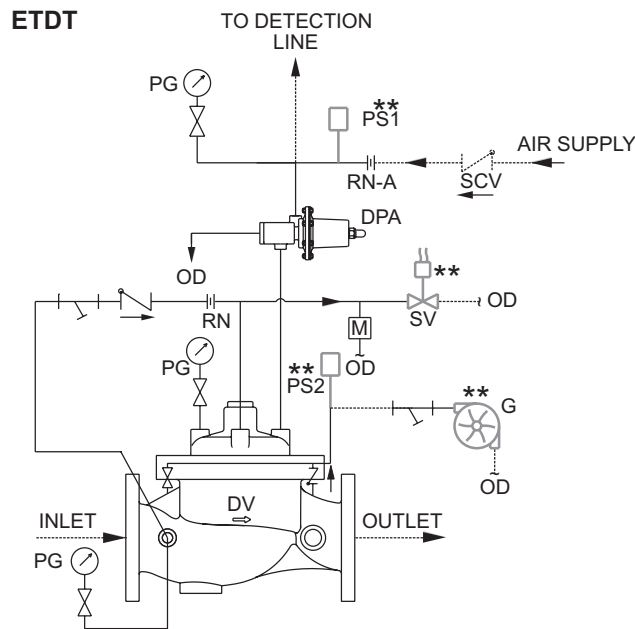 ETDT
TO DETECTION
LINE
PG
**
PS1
AIR SUPPLY
RN-A
SCV
DPA
OD
**
RN
SV
OD
M
OD
PG
**
PS2
**
G
OD
DV
INLET
OUTLET
PG